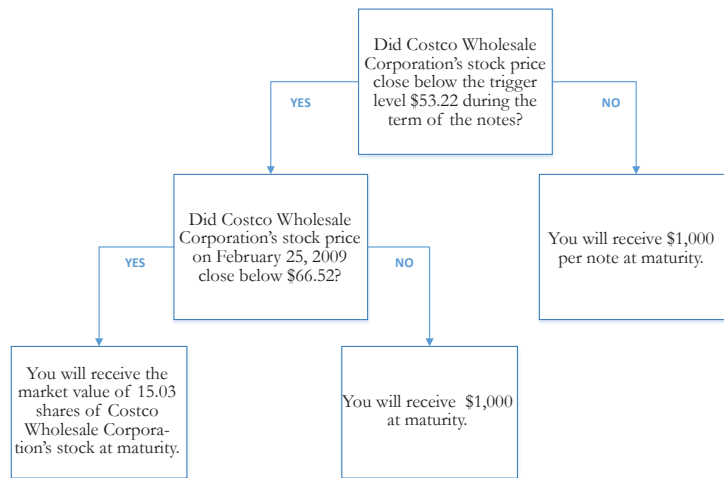 Did Costco Wholesale
Corporation's stock price
close below the trigger
level $53.22 during the
term of the notes?
YES
NO
Did Costco Wholesale
Corporation's stock price
on February 25, 2009
close below $66.52?
You will receive $1,000
per note at maturity.
YES
NO
You will receive the
market value of 15.03
shares of Costco
Wholesale Corpora-
tion's stock at maturity.
You will receive $1,000
at maturity.